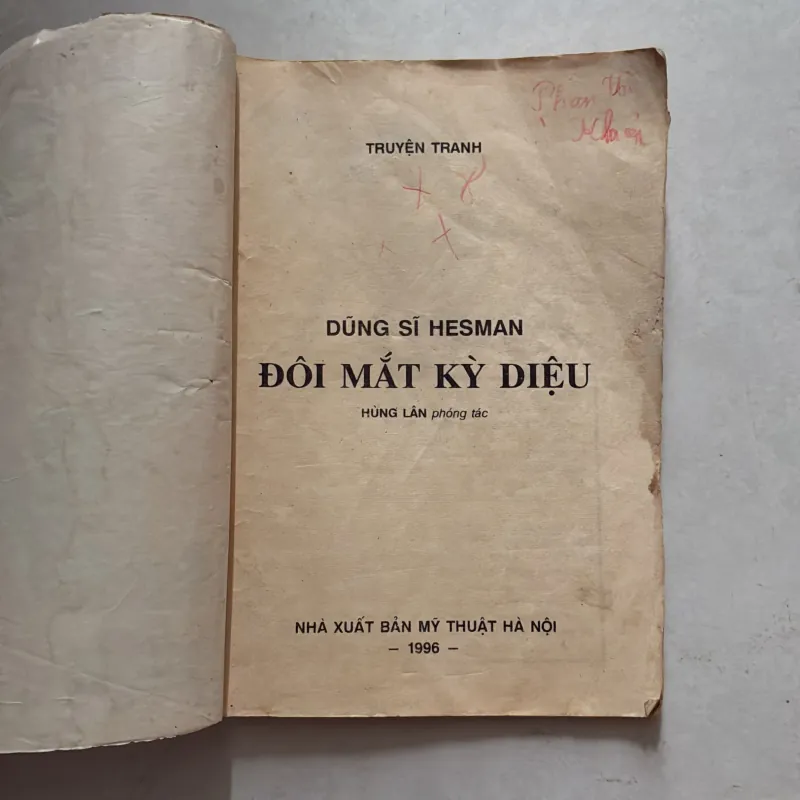 Phan
TRUYỆN TRANH
DŨNG SĨ HESMAN
ĐÔI MẮT KỲ DIỆU
HÙNG LÂN phóng tác
NHÀ XUẤT BẢN MỸ THUẬT HÀ NỘI
– 1996 –